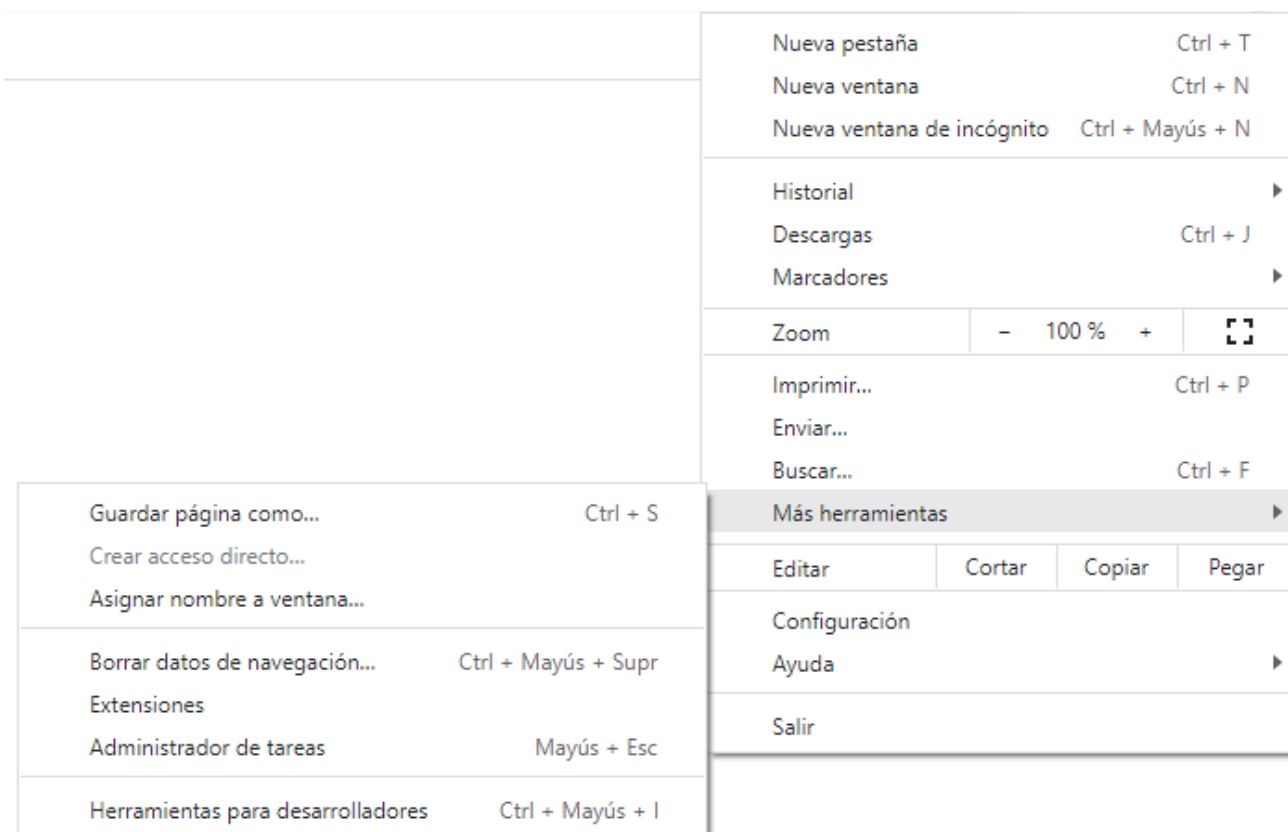 Nueva pestaña Ctrl + T
Nueva ventana Ctrl + N
Nueva ventana de incógnito Ctrl + Mayús + N
Historial
Descargas Ctrl + J
Marcadores
Zoom - 100 % +
Imprimir... Ctrl + P
Enviar...
Buscar... Ctrl + F
Más herramientas
Editar Cortar Copiar Pegar
Configuración
Ayuda
Salir
Guardar página como... Ctrl + S
Crear acceso directo...
Asignar nombre a ventana...
Borrar datos de navegación... Ctrl + Mayús + Supr
Extensiones
Administrador de tareas Mayús + Esc
Herramientas para desarrolladores Ctrl + Mayús + I